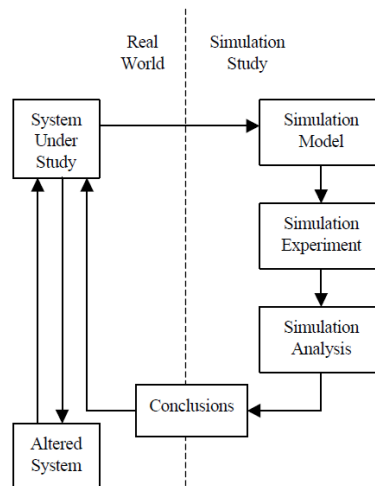 Real
World
Simulation
Study
System
Under
Study
Simulation
Model
Simulation
Experiment
Simulation
Analysis
Conclusions
Altered
System